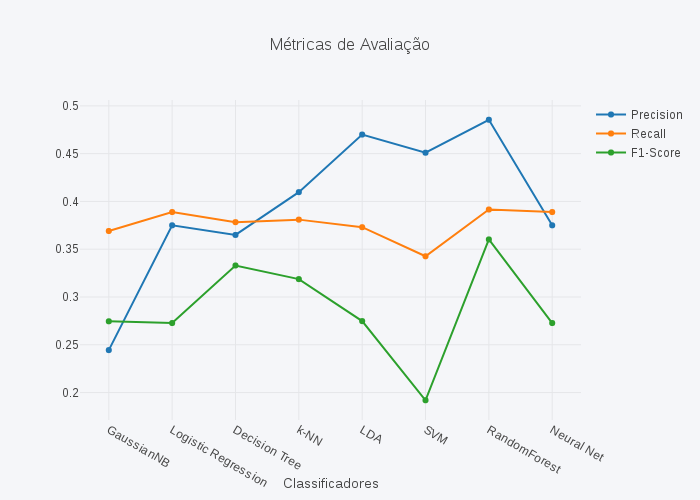 Métricas de Avaliação
0.5
0.45
0.4
0.35
0.3
0.25
0.2
Precision
Recall
F1-Score
GaussianNB
Logistic Regression
Decision Tree
k-NN
LDA
SVM
RandomForest
Neural Net
Classificadores